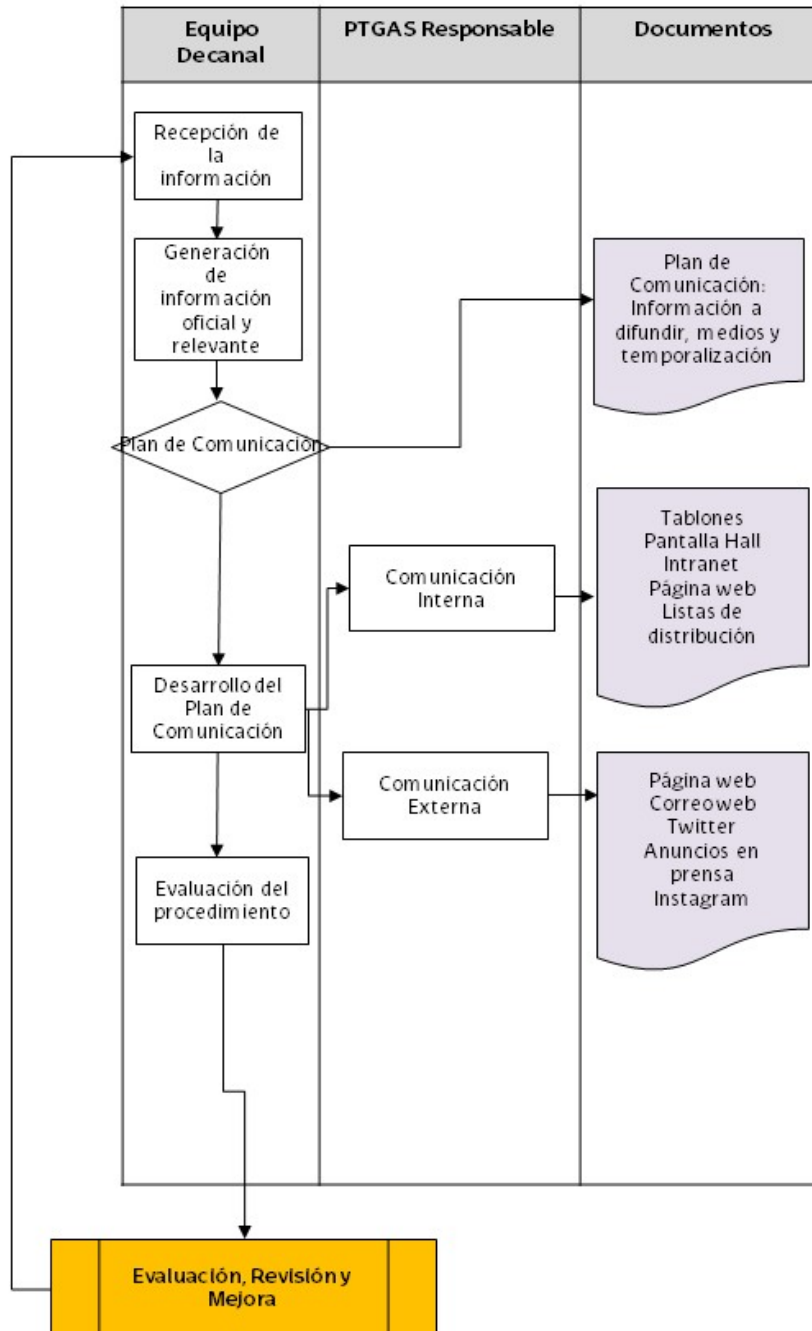 Equipo
Decanal
PTGAS Responsable
Documentos
Recepción de
la
información
Generación
de
información
oficial y
relevante
Plan de
Comunicación:
Información a
difundir, medios y
temporalización
Plan de Comunicación
Tablones
Pantalla Hall
Intranet
Página web
Listas de
distribución
Comunicación
Interna
Desarrollo del
Plan de
Comunicación
Comunicación
Externa
Página web
Correoweb
Twitter
Anuncios en
prensa
Instagram
Evaluación del
procedimiento
Evaluación, Revisión y
Mejora